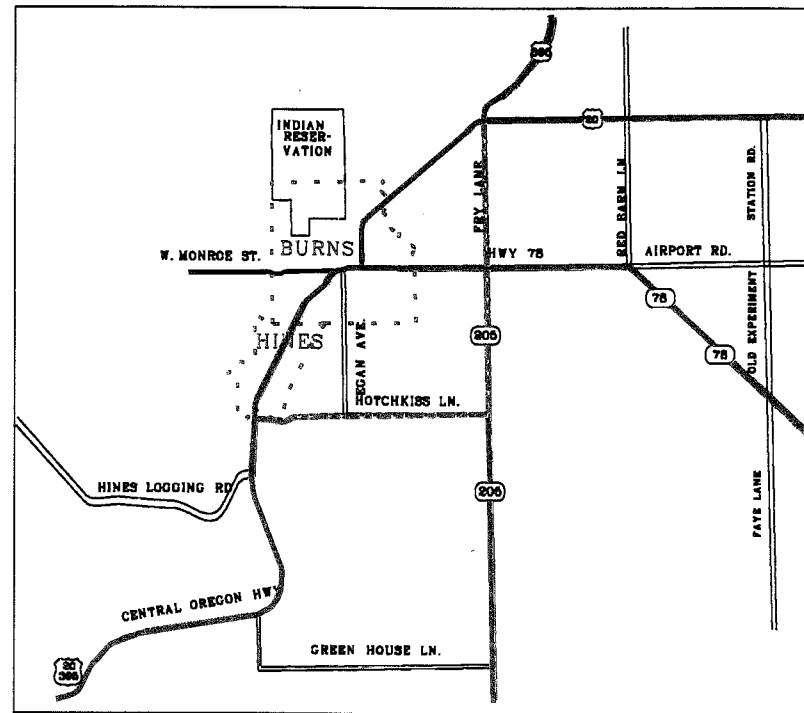 395
INDIAN
RESER-
VATION
20
FRY LANE
RED BARN LN
STATION RD.
W. MONROE ST.
BURNS
HWY 78
AIRPORT RD.
78
HINES
EGAN AVE.
205
78
OLD EXPERIMENT
HOTCHKISS LN.
HINES LOGGING RD
205
FAYE LANE
CENTRAL OREGON HWY
GREEN HOUSE LN.
20
395